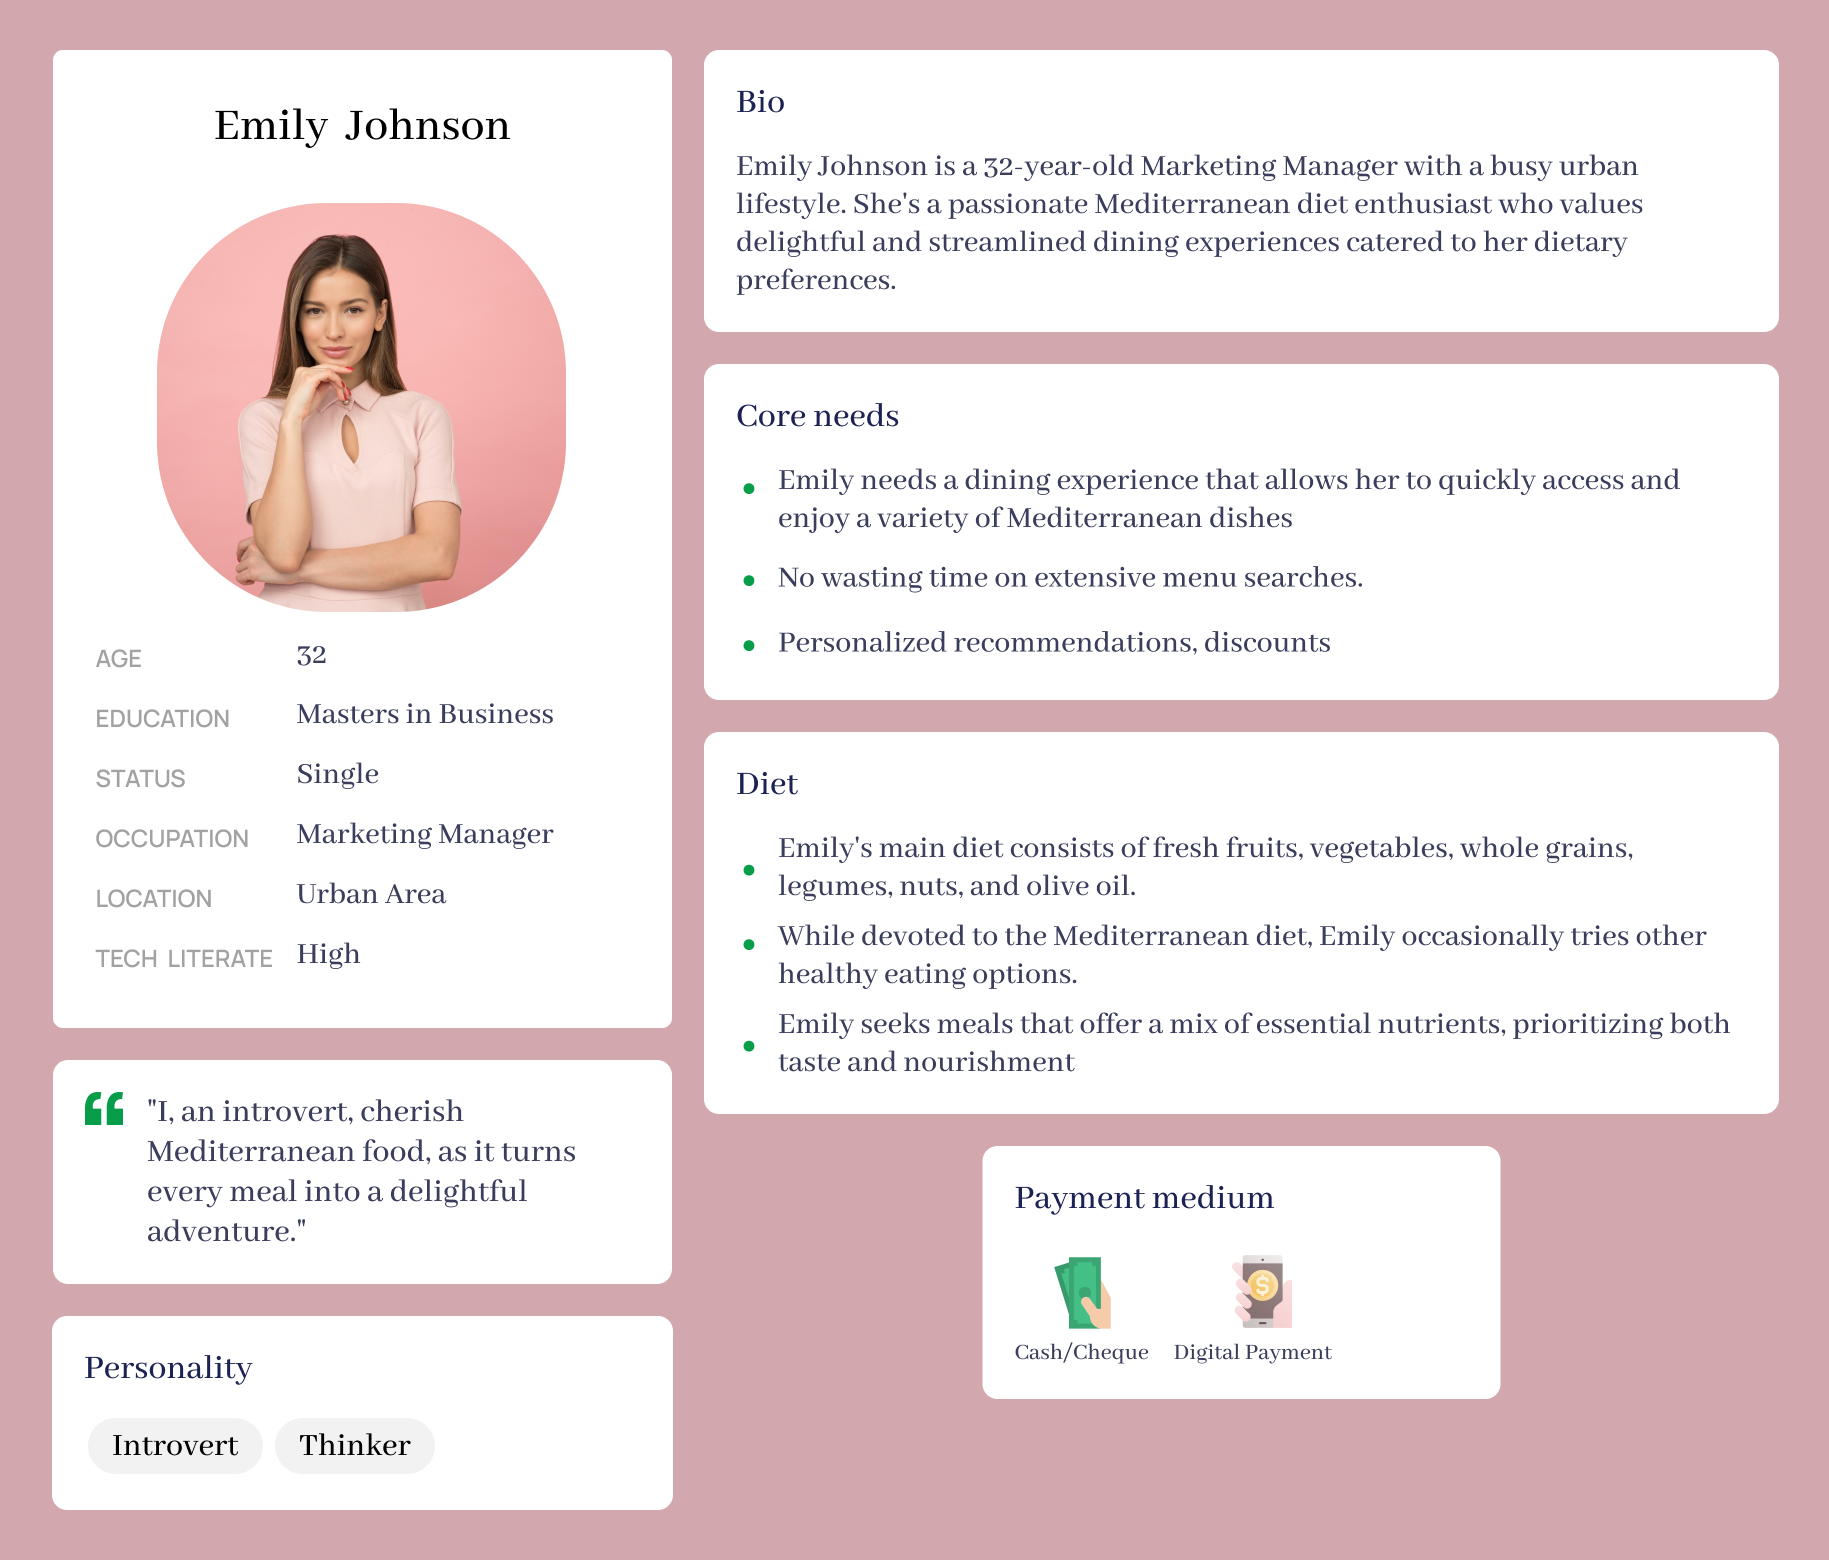 Emily Johnson
AGE 32
EDUCATION Masters in Business
STATUS Single
OCCUPATION Marketing Manager
LOCATION Urban Area
TECH LITERATE High
"I, an introvert, cherish
Mediterranean food, as it turns
every meal into a delightful
adventure."
Personality
Introvert Thinker
Bio
Emily Johnson is a 32-year-old Marketing Manager with a busy urban
lifestyle. She's a passionate Mediterranean diet enthusiast who values
delightful and streamlined dining experiences catered to her dietary
preferences.
Core needs
Emily needs a dining experience that allows her to quickly access and
enjoy a variety of Mediterranean dishes
No wasting time on extensive menu searches.
Personalized recommendations, discounts
Diet
Emily's main diet consists of fresh fruits, vegetables, whole grains,
legumes, nuts, and olive oil.
While devoted to the Mediterranean diet, Emily occasionally tries other
healthy eating options.
Emily seeks meals that offer a mix of essential nutrients, prioritizing both
taste and nourishment
Payment medium
$
Cash/Cheque Digital Payment